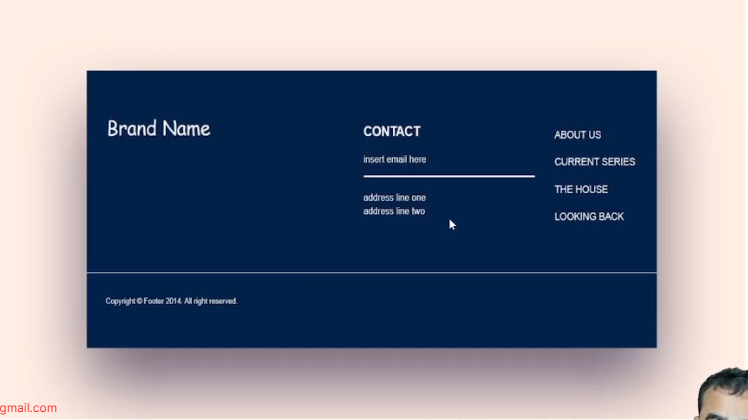 Brand Name
CONTACT
insert email here
address line one
address line two
ABOUT US
CURRENT SERIES
THE HOUSE
LOOKING BACK
Copyright © Footer 2014. All right reserved.
gmail.com